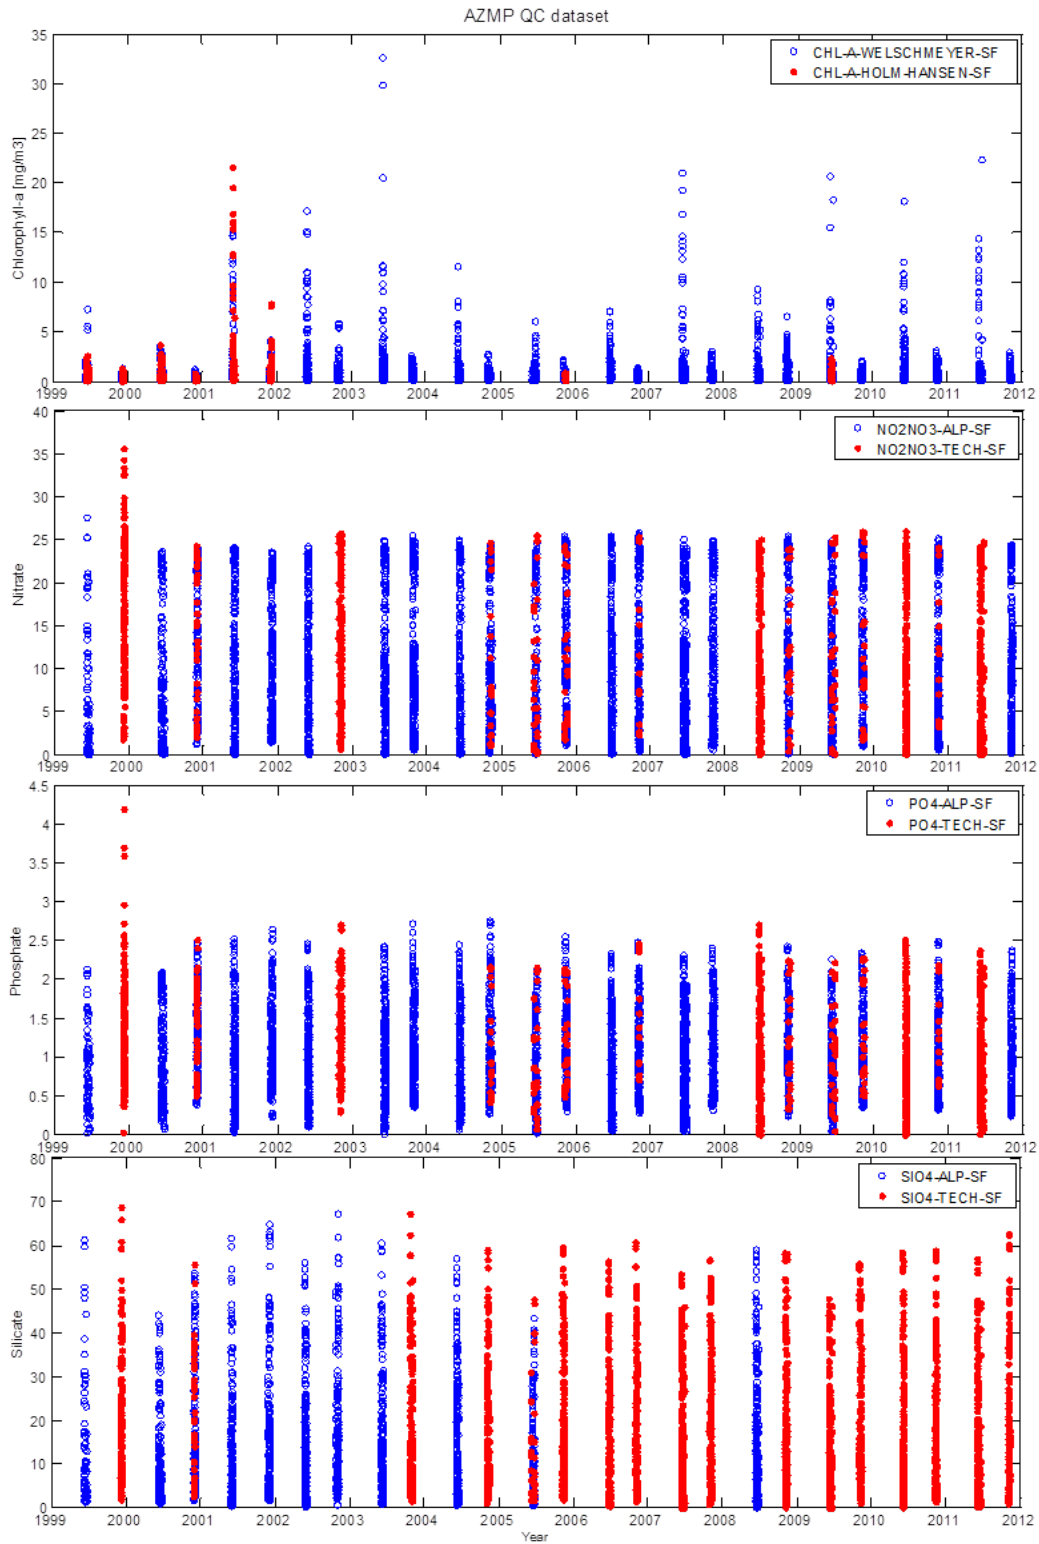 AZMP QC dataset
35
30
25
20
15
10
5
0
Chlorophyll-a [mg/m3]
CHL-A-WELSCHMEYER-SF
CHL-A-HOLM-HANSEN-SF
1999 2000 2001 2002 2003 2004 2005 2006 2007 2008 2009 2010 2011 2012
40
35
30
25
20
15
10
5
0
Nitrate
NO2NO3-ALP-SF
NO2NO3-TECH-SF
1999 2000 2001 2002 2003 2004 2005 2006 2007 2008 2009 2010 2011 2012
4.5
4
3.5
3
2.5
2
1.5
1
0.5
0
Phosphate
PO4-ALP-SF
PO4-TECH-SF
1999 2000 2001 2002 2003 2004 2005 2006 2007 2008 2009 2010 2011 2012
80
70
60
50
40
30
20
10
0
Silicate
SIO4-ALP-SF
SIO4-TECH-SF
1999 2000 2001 2002 2003 2004 2005 2006 2007 2008 2009 2010 2011 2012
Year